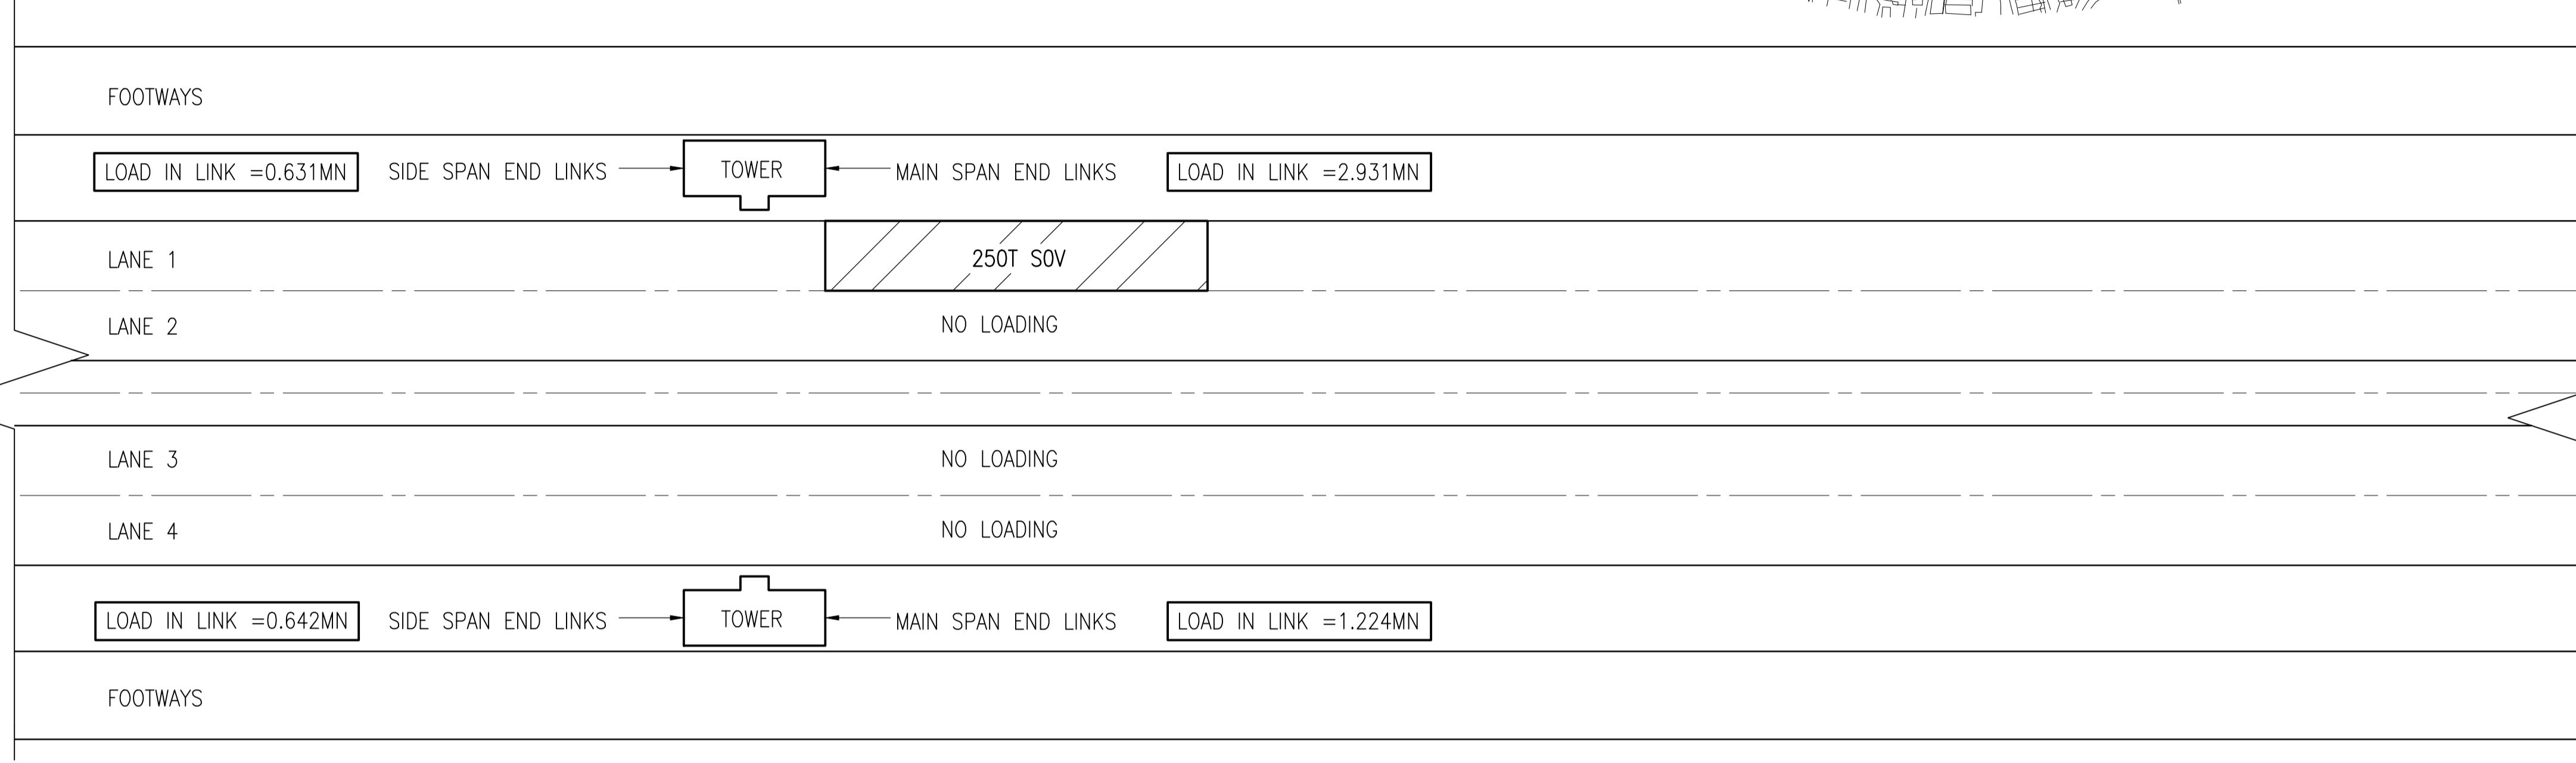 FOOTWAYS
LOAD IN LINK =0.631MN SIDE SPAN END LINKS TOWER MAIN SPAN END LINKS LOAD IN LINK =2.931MN
LANE 1 250T SOV
LANE 2 NO LOADING
LANE 3 NO LOADING
LANE 4 NO LOADING
LOAD IN LINK =0.642MN SIDE SPAN END LINKS TOWER MAIN SPAN END LINKS LOAD IN LINK =1.224MN
FOOTWAYS